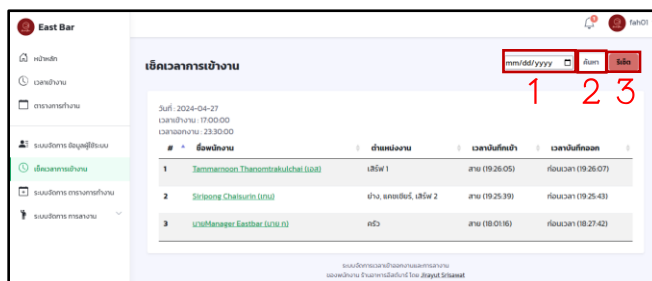 East Bar
fah01
หน้าหลัก
เวลาเข้างาน
ตารางการทำงาน
ระบบจัดการ ข้อมูลผู้ใช้ระบบ
เช็คเวลาการเข้างาน
ระบบจัดการ ตารางการทำงาน
ระบบจัดการ การลางาน
เช็คเวลาการเข้างาน
mm/dd/yyyy ค้นหา รีเซ็ต
1 2 3
วันที่ : 2024-04-27
เวลาเข้างาน : 17:00:00
เวลาออกงาน : 23:30:00
# ชื่อพนักงาน ตำแหน่งงาน เวลาบันทึกเข้า เวลาบันทึกออก
1 Tammarnoon Thanomtrakulchai (เอส) เสิร์ฟ 1 สาย (19:26:05) ก่อนเวลา (19:26:07)
2 Siripong Chaisurin (เกม) ย่าง, แคชเชียร์, เสิร์ฟ 2 สาย (19:25:39) ก่อนเวลา (19:25:43)
3 นายManager Eastbar (นาย ก) ครัว สาย (18:01:16) ก่อนเวลา (18:27:42)
ระบบจัดการเวลาเข้าออกงานและการลางาน
ของพนักงาน ร้านอาหารอีสต์บาร์ โดย Jirayut Srisawat